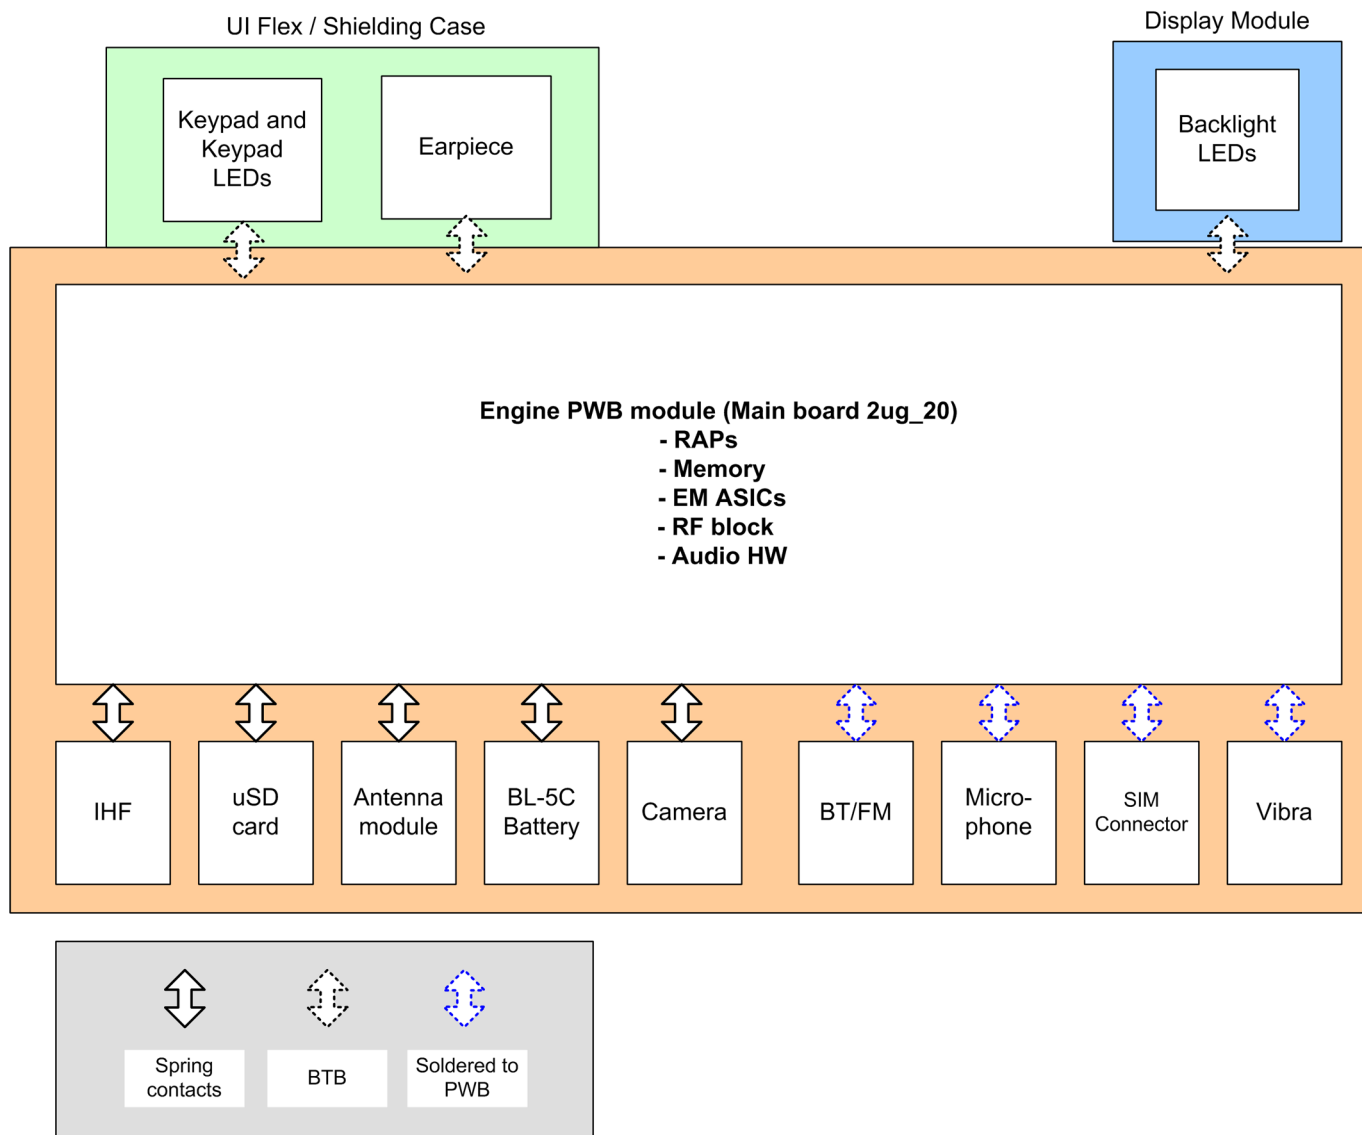 UI Flex / Shielding Case
Display Module
Keypad and
Keypad
LEDs
Earpiece
Backlight
LEDs
Engine PWB module (Main board 2ug_20)
- RAPs
- Memory
- EM ASICs
- RF block
- Audio HW
IHF
uSD
card
Antenna
module
BL-5C
Battery
Camera
BT/FM
Micro-
phone
SIM
Connector
Vibra
Spring
contacts
BTB
Soldered to
PWB